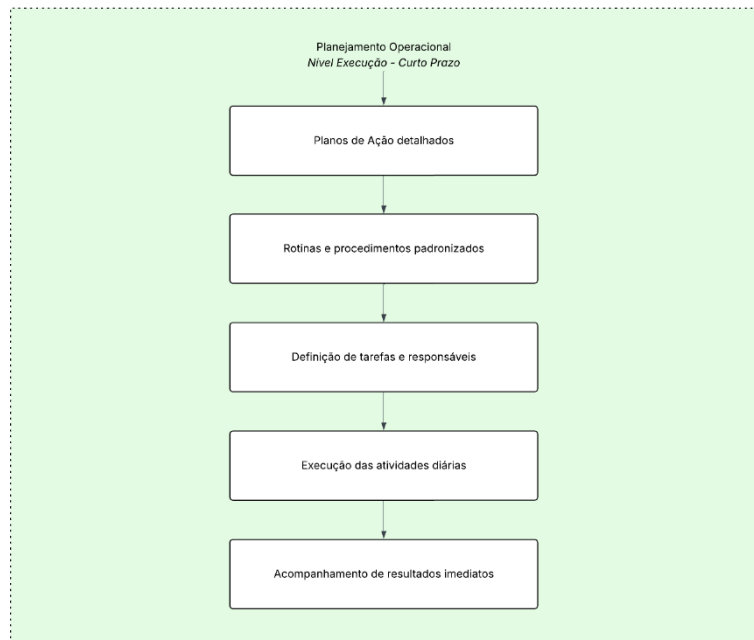 Planejamento Operacional
Nível Execução - Curto Prazo
Planos de Ação detalhados
Rotinas e procedimentos padronizados
Definição de tarefas e responsáveis
Execução das atividades diárias
Acompanhamento de resultados imediatos